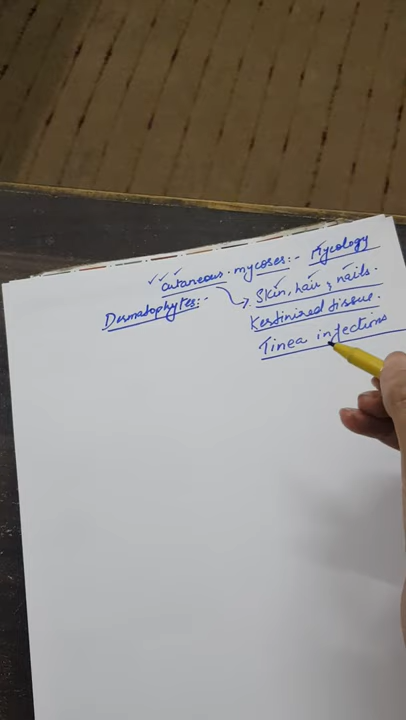 Mycology
✓✓✓ Cutaneous mycoses:-
Skin, hair, nails.
Dermatophytes:-
Keratinized tissue.
Tinea infections